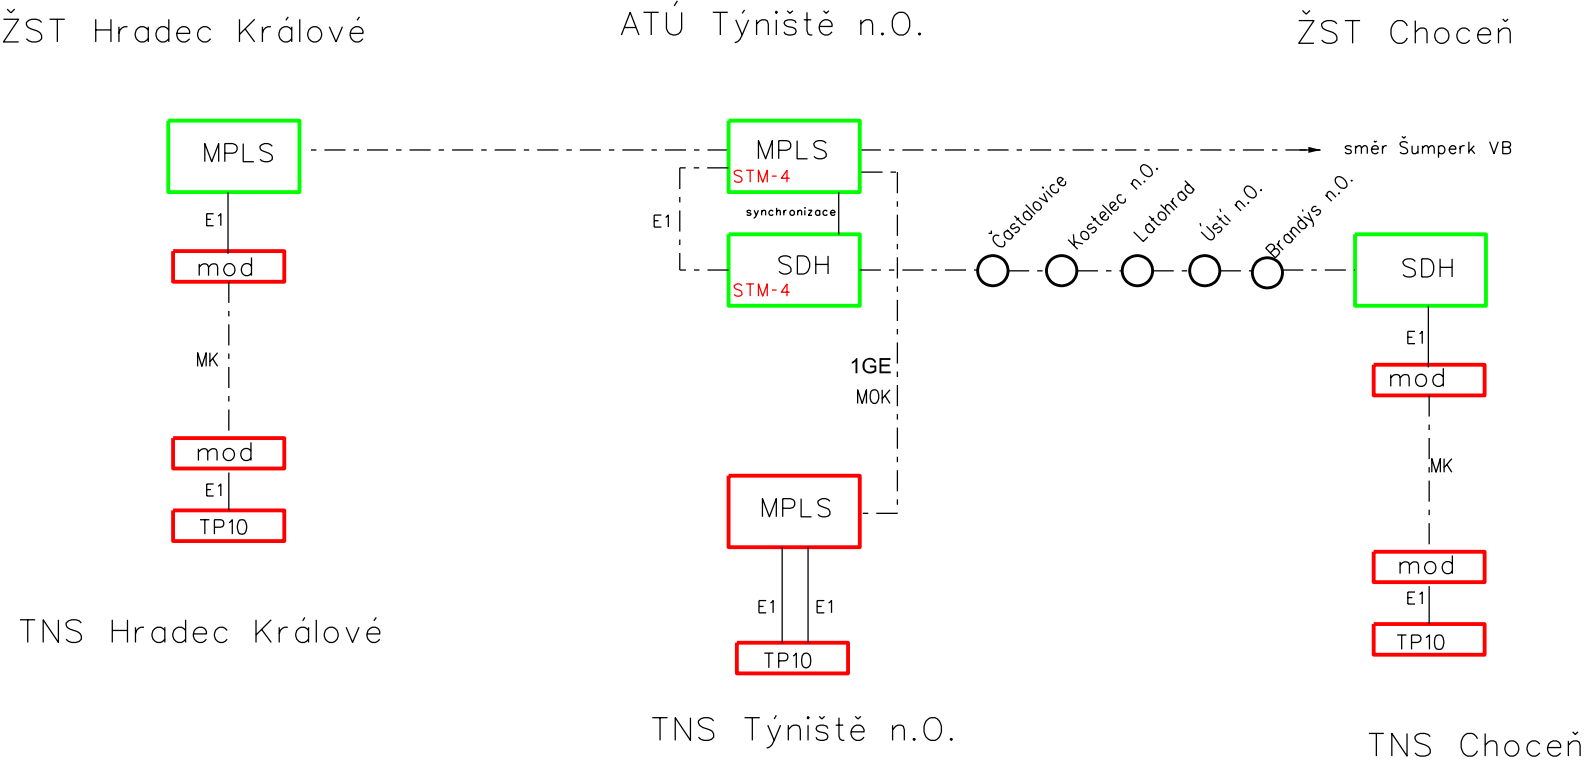 ŽST Hradec Králové
ATÚ Týniště n.O.
ŽST Choceň
MPLS
MPLS
STM-4
směr Šumperk VB
E1
E1
synchronizace
Častalovice
Kostelec n.O.
Latohrad
Ústí n.O.
Brandýs n.O.
mod
SDH
STM-4
SDH
MK
1GE
MOK
E1
mod
mod
MK
E1
MPLS
TP10
mod
E1
E1
E1
TP10
TNS Hradec Králové
TP10
TNS Týniště n.O.
TNS Choceň